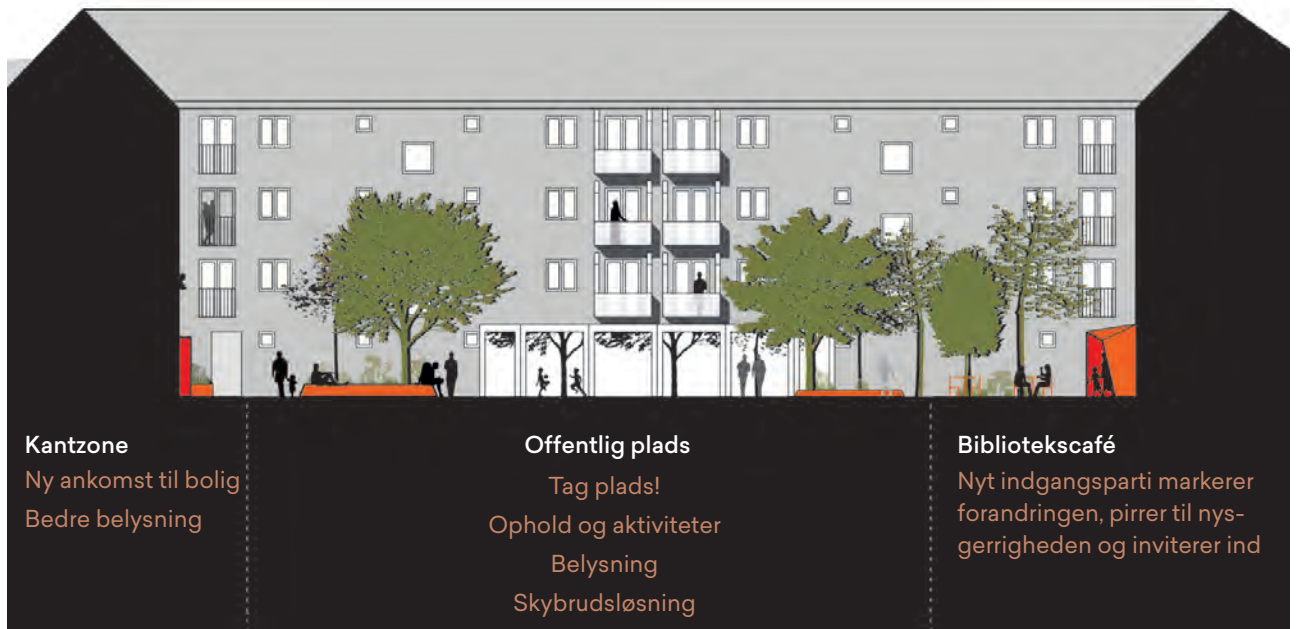 Kantzone
Ny ankomst til bolig
Bedre belysning
Offentlig plads
Tag plads!
Ophold og aktiviteter
Belysning
Skybrudsløsning
Bibliotekscafé
Nyt indgangsparti markerer
forandringen, pirrer til nys-
gerrigheden og inviterer ind